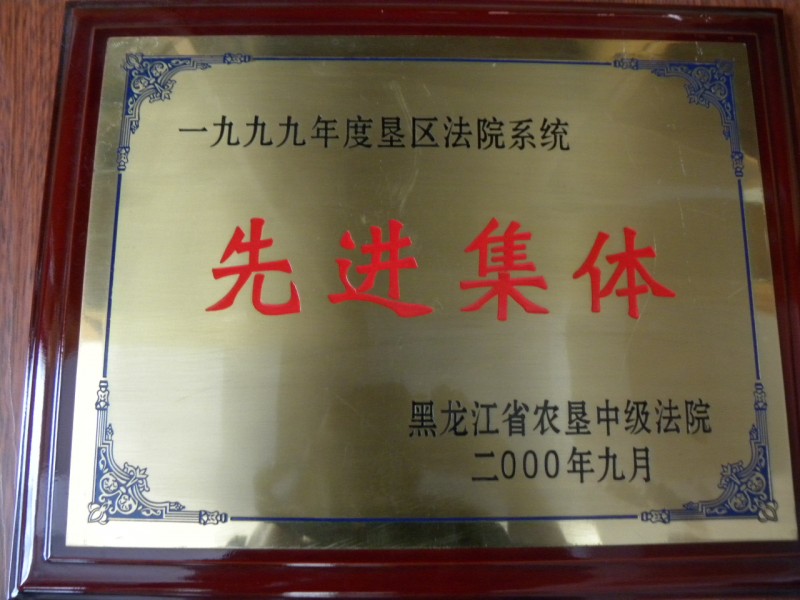 一九九九年度垦区法院系统
先进集体
黑龙江省农垦中级法院
二000年九月